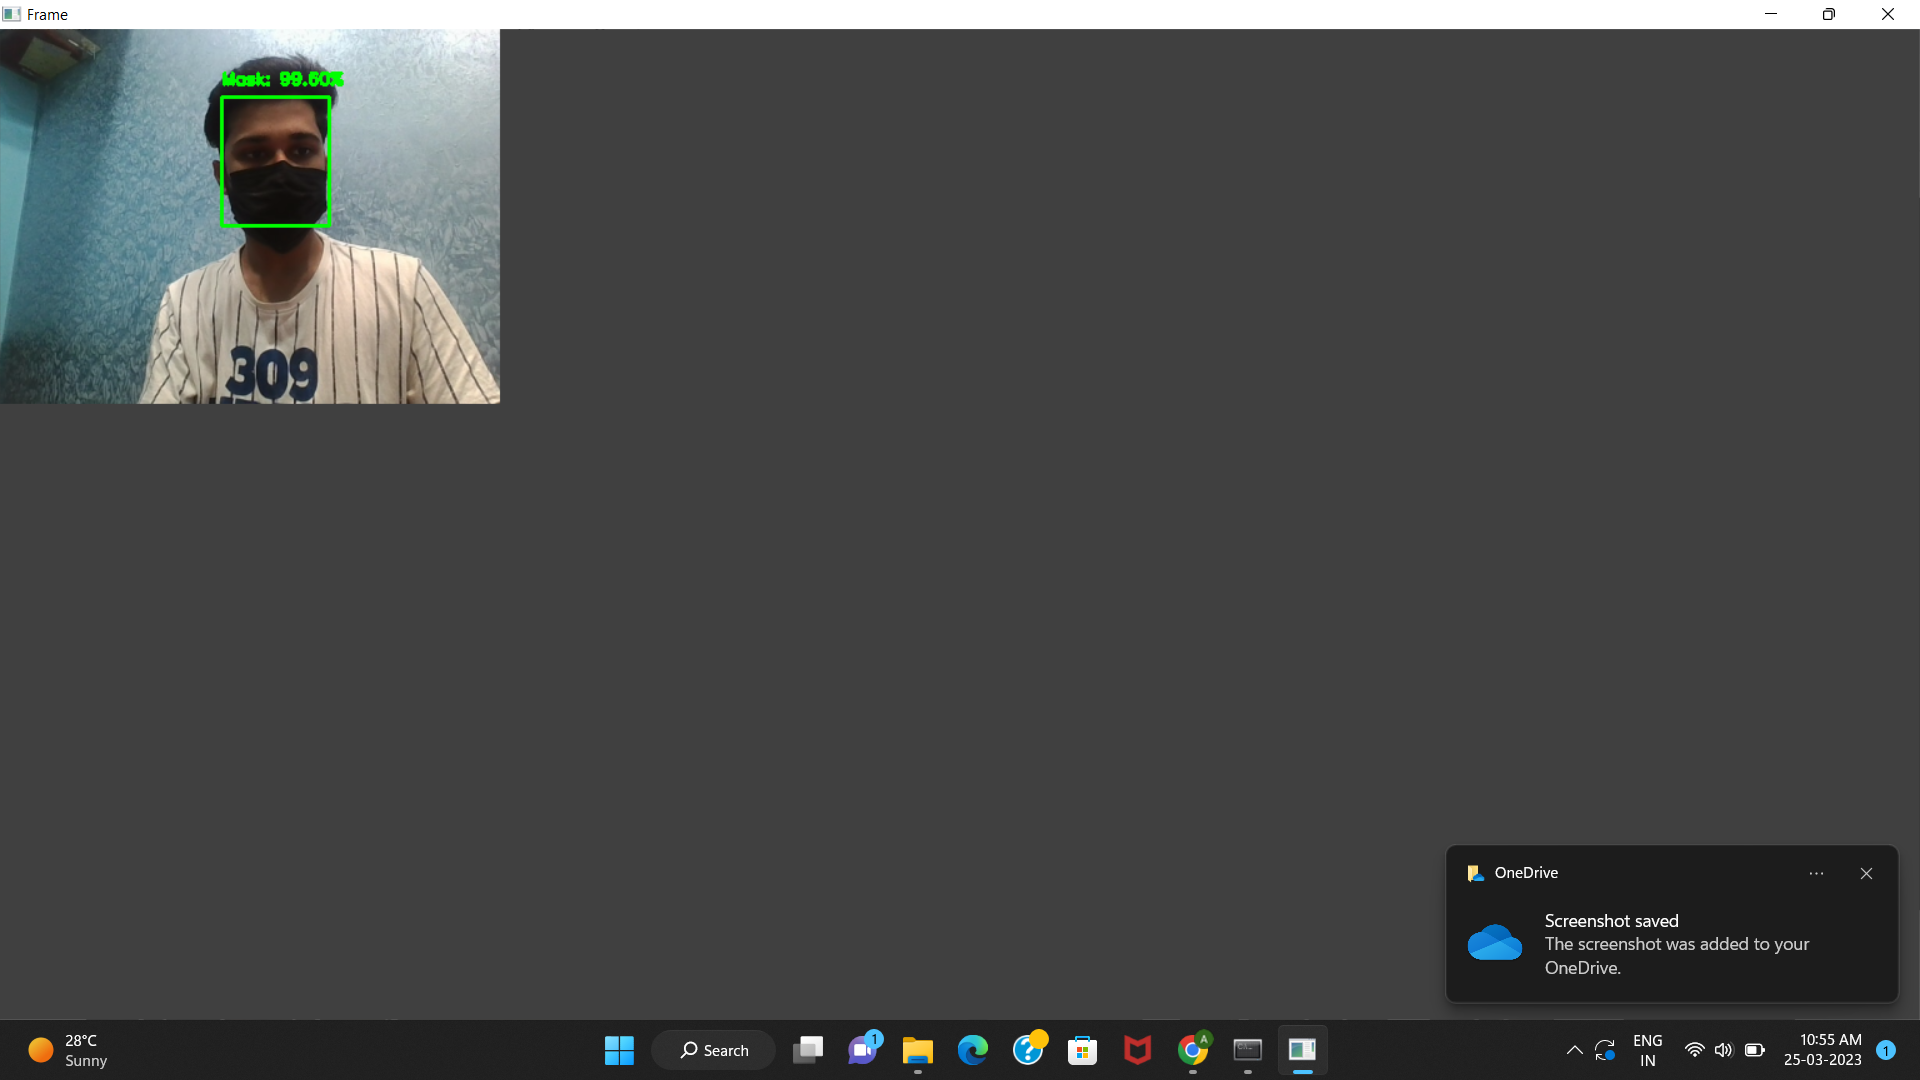 Frame
Mask: 99.60%
309
OneDrive
Screenshot saved
The screenshot was added to your
OneDrive.
28°C
Sunny
Search
1
A
ENG
IN
10:55 AM
25-03-2023
1